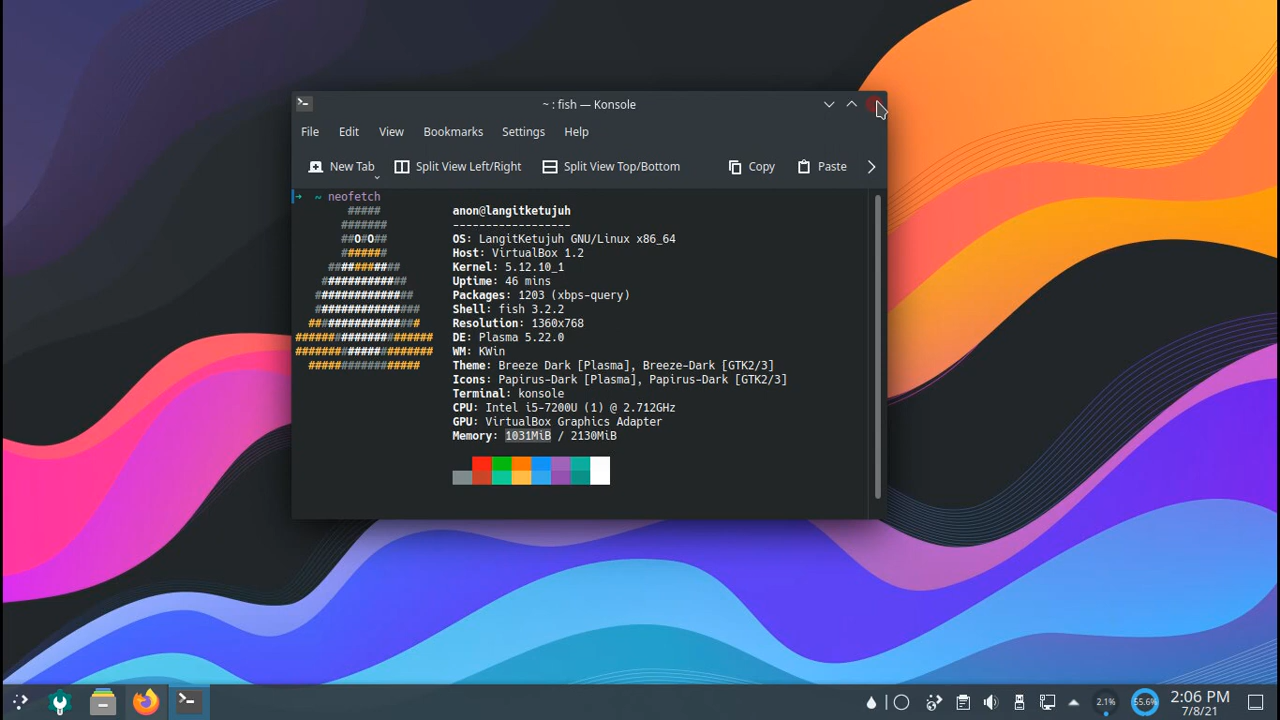 ~ : fish — Konsole
File Edit View Bookmarks Settings Help
New Tab Split View Left/Right Split View Top/Bottom Copy Paste
➜ ~ neofetch
#####
#######
##O#O##
#######
###########
#############
###############
################
#################
#####################
#####################
#################
anon@langitketujuh
------------------
OS: LangitKetujuh GNU/Linux x86_64
Host: VirtualBox 1.2
Kernel: 5.12.10_1
Uptime: 46 mins
Packages: 1203 (xbps-query)
Shell: fish 3.2.2
Resolution: 1360x768
DE: Plasma 5.22.0
WM: KWin
Theme: Breeze Dark [Plasma], Breeze-Dark [GTK2/3]
Icons: Papirus-Dark [Plasma], Papirus-Dark [GTK2/3]
Terminal: konsole
CPU: Intel i5-7200U (1) @ 2.712GHz
GPU: VirtualBox Graphics Adapter
Memory: 1031MiB / 2130MiB
2.1% 55.6% 2:06 PM
7/8/21